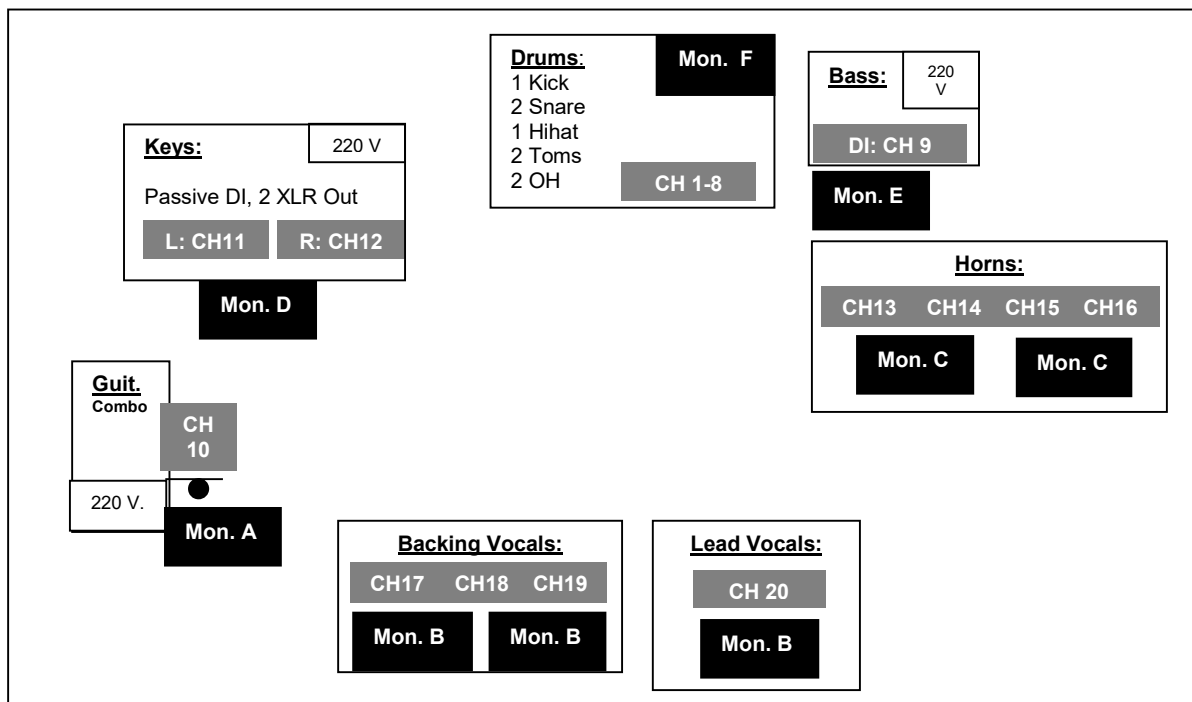 Drums:
1 Kick
2 Snare
1 Hihat
2 Toms
2 OH
Mon. F
CH 1-8
Bass:
220
V
DI: CH 9
Mon. E
Keys:
220 V
Passive DI, 2 XLR Out
L: CH11
R: CH12
Mon. D
Horns:
CH13 CH14 CH15 CH16
Mon. C
Mon. C
Guit.
Combo
CH
10
220 V.
Mon. A
Backing Vocals:
CH17 CH18 CH19
Mon. B
Mon. B
Lead Vocals:
CH 20
Mon. B